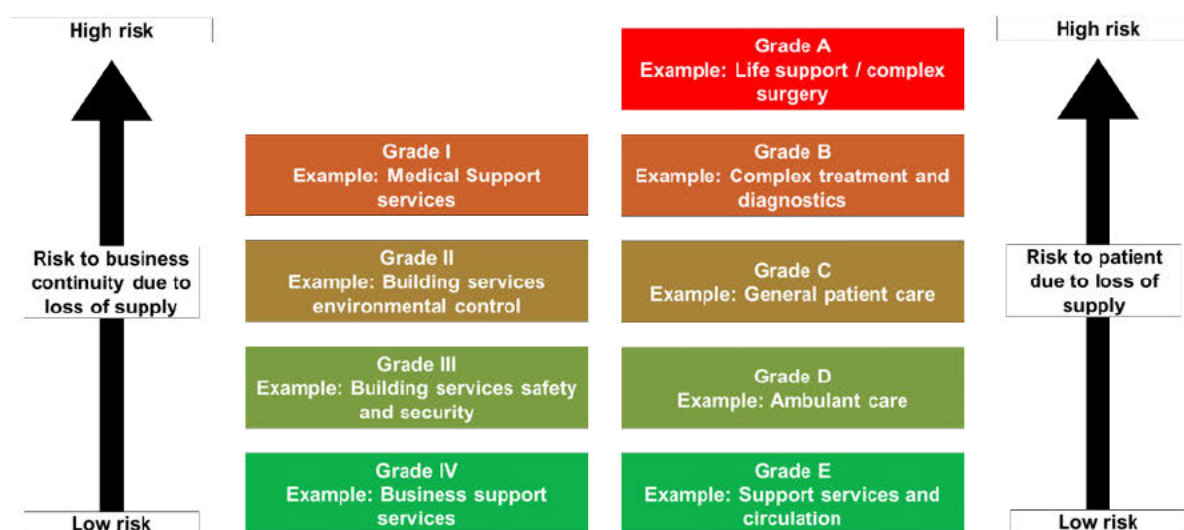 High risk
Risk to business
continuity due to
loss of supply
Low risk
Grade I
Example: Medical Support
services
Grade II
Example: Building services
environmental control
Grade III
Example: Building services safety
and security
Grade IV
Example: Business support
services
Grade A
Example: Life support / complex
surgery
Grade B
Example: Complex treatment and
diagnostics
Grade C
Example: General patient care
Grade D
Example: Ambulant care
Grade E
Example: Support services and
circulation
High risk
Risk to patient
due to loss of
supply
Low risk